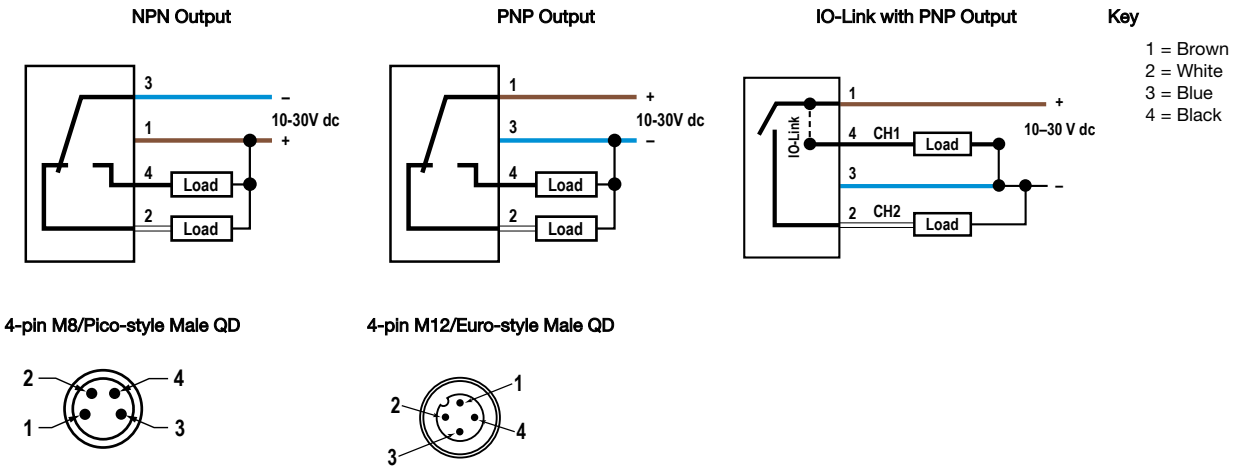 NPN Output
3
–
10-30V dc
1
+
4
Load
2
Load
PNP Output
1
+
10-30V dc
3
–
4
Load
2
Load
IO-Link with PNP Output
1
+
10–30 V dc
IO-Link
4 CH1
Load
3
–
2 CH2
Load
Key
1 = Brown
2 = White
3 = Blue
4 = Black
4-pin M8/Pico-style Male QD
2
4
1
3
4-pin M12/Euro-style Male QD
1
2
4
3